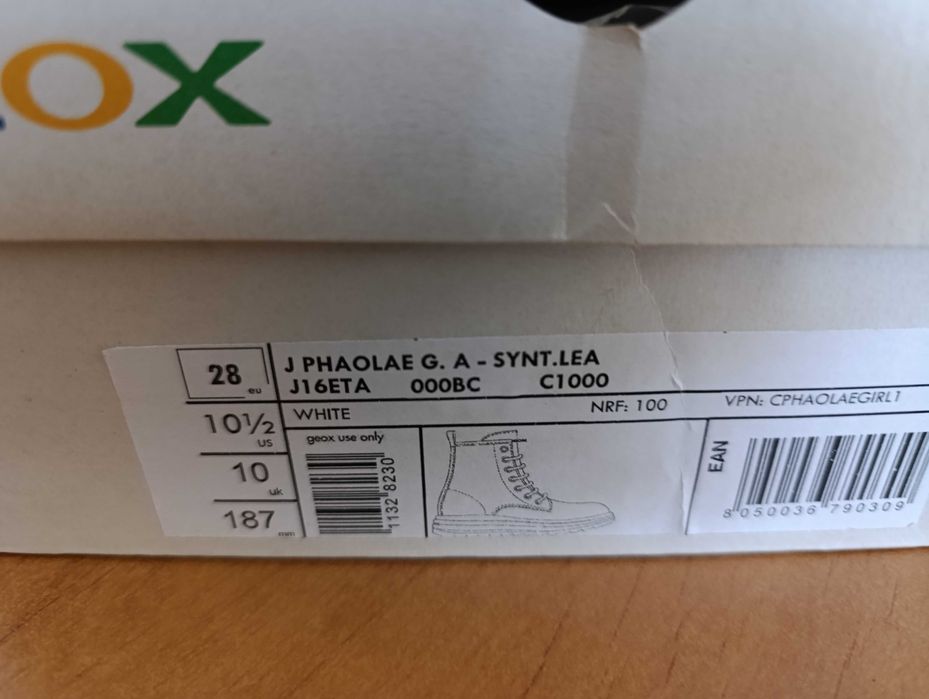 OX
28 eu
J PHAOLAE G. A - SYNT.LEA
J16ETA 000BC C1000
10½ US
WHITE NRF: 100 VPN: CPHAOLAEGIRL1
10 uk
geox use only
1132 8230
187 mm
EAN
8 050036 790309